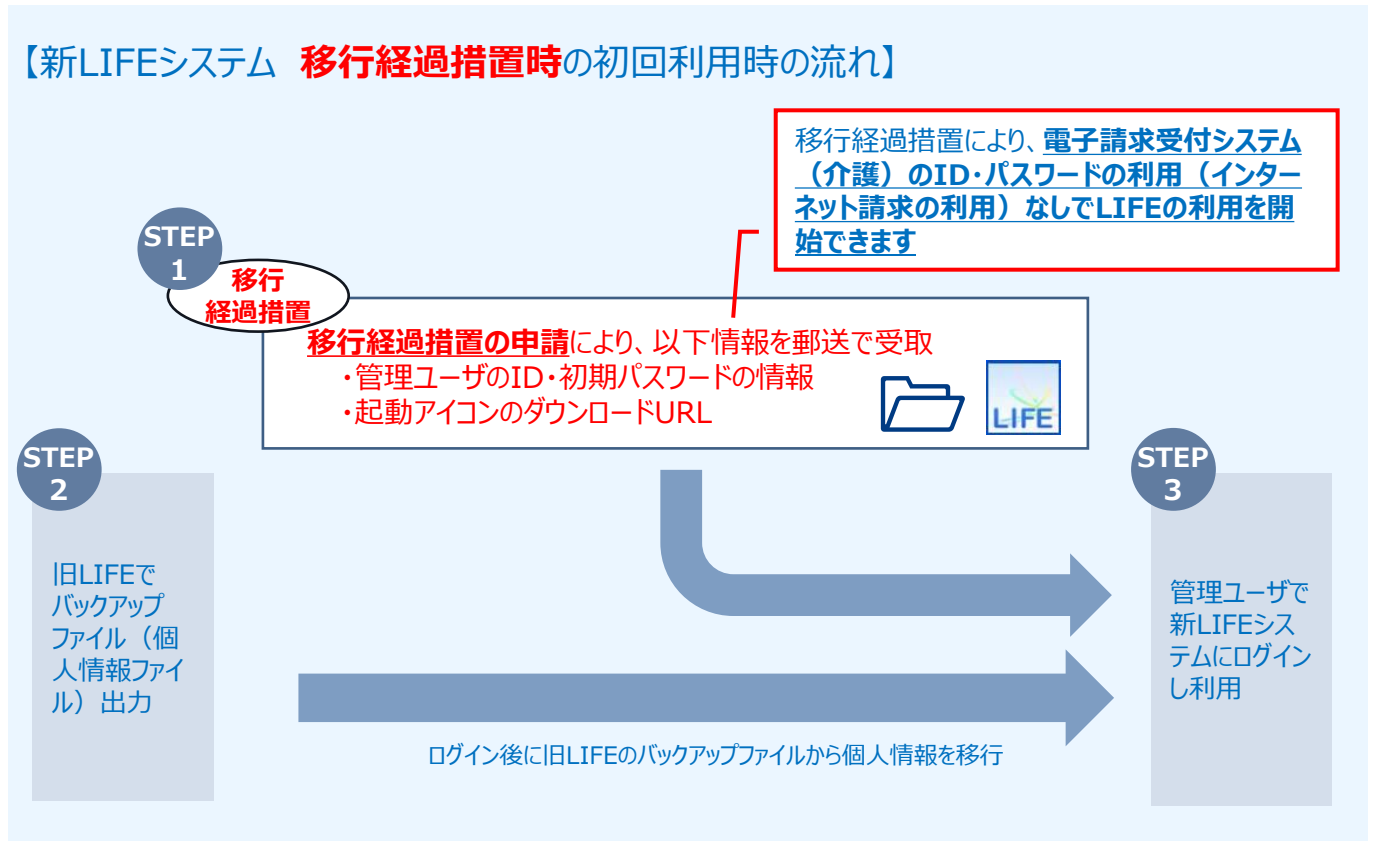 【新LIFEシステム 移行経過措置時の初回利用時の流れ】
移行経過措置により、電子請求受付システム
（介護）のID・パスワードの利用（インター
ネット請求の利用）なしでLIFEの利用を開
始できます
STEP
1
移行
経過措置
移行経過措置の申請により、以下情報を郵送で受取
・管理ユーザのID・初期パスワードの情報
・起動アイコンのダウンロードURL
LIFE
STEP
2
旧LIFEで
バックアップ
ファイル（個
人情報ファイ
ル）出力
STEP
3
管理ユーザで
新LIFEシス
テムにログイン
し利用
ログイン後に旧LIFEのバックアップファイルから個人情報を移行